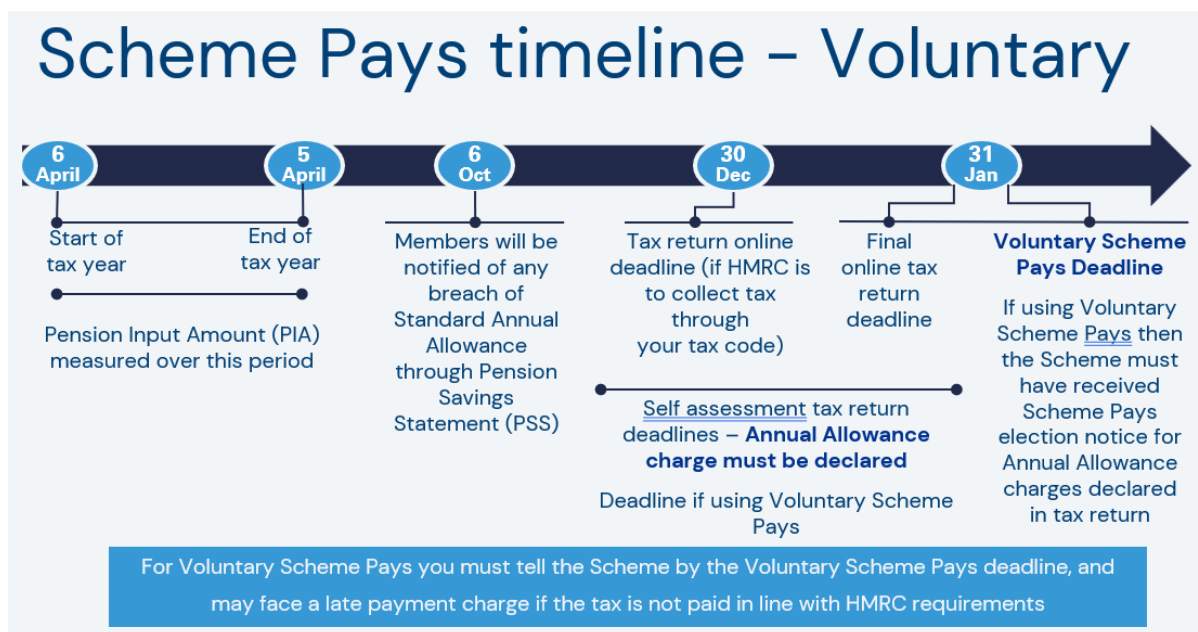 Scheme Pays timeline – Voluntary
6
April
5
April
6
Oct
30
Dec
31
Jan
Start of
tax year
End of
tax year
Pension Input Amount (PIA)
measured over this period
Members will be
notified of any
breach of
Standard Annual
Allowance
through Pension
Savings
Statement (PSS)
Tax return online
deadline (if HMRC is
to collect tax
through
your tax code)
Final
online tax
return
deadline
Self assessment tax return
deadlines – Annual Allowance
charge must be declared
Deadline if using Voluntary Scheme
Pays
Voluntary Scheme
Pays Deadline
If using Voluntary
Scheme Pays then
the Scheme must
have received
Scheme Pays
election notice for
Annual Allowance
charges declared
in tax return
For Voluntary Scheme Pays you must tell the Scheme by the Voluntary Scheme Pays deadline, and
may face a late payment charge if the tax is not paid in line with HMRC requirements